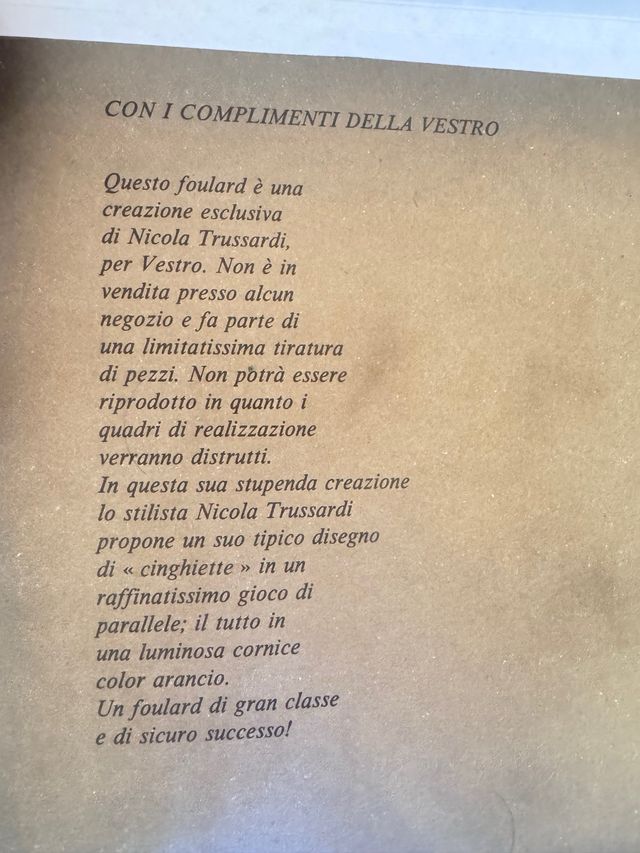 CON I COMPLIMENTI DELLA VESTRO
Questo foulard è una
creazione esclusiva
di Nicola Trussardi,
per Vestro. Non è in
vendita presso alcun
negozio e fa parte di
una limitatissima tiratura
di pezzi. Non potrà essere
riprodotto in quanto i
quadri di realizzazione
verranno distrutti.
In questa sua stupenda creazione
lo stilista Nicola Trussardi
propone un suo tipico disegno
di « cinghiette » in un
raffinatissimo gioco di
parallele; il tutto in
una luminosa cornice
color arancio.
Un foulard di gran classe
e di sicuro successo!